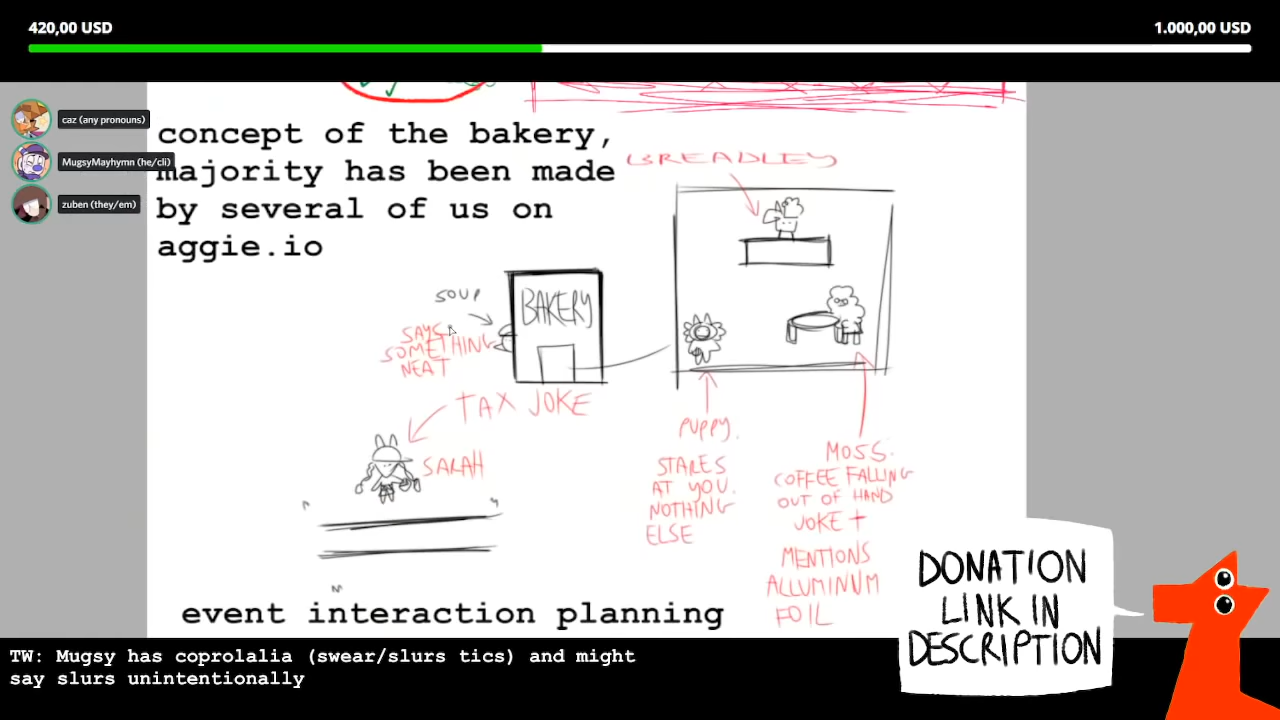 420,00 USD
1.000,00 USD
caz (any pronouns)
MugsyMayhymn (he/cli)
zuben (they/em)
concept of the bakery,
majority has been made
by several of us on
aggie.io
BREADLEY
SOUP
BAKERY
SAYS
SOMETHING
NEAT
TAX JOKE
SARAH
PUPPY.
STARES
AT YOU.
NOTHING
ELSE
MOSS.
COFFEE FALLING
OUT OF HAND
JOKE +
MENTIONS
ALLUMINUM
FOIL
event interaction planning
DONATION
LINK IN
DESCRIPTION
TW: Mugsy has coprolalia (swear/slurs tics) and might
say slurs unintentionally